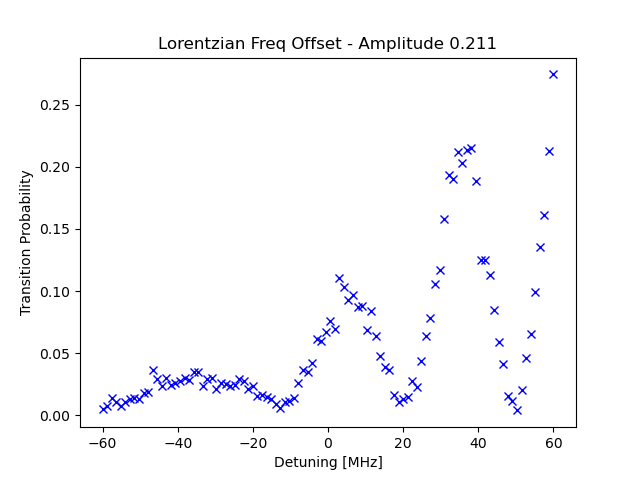 Lorentzian Freq Offset - Amplitude 0.211
Transition Probability
0.25
0.20
0.15
0.10
0.05
0.00
−60 −40 −20 0 20 40 60
Detuning [MHz]